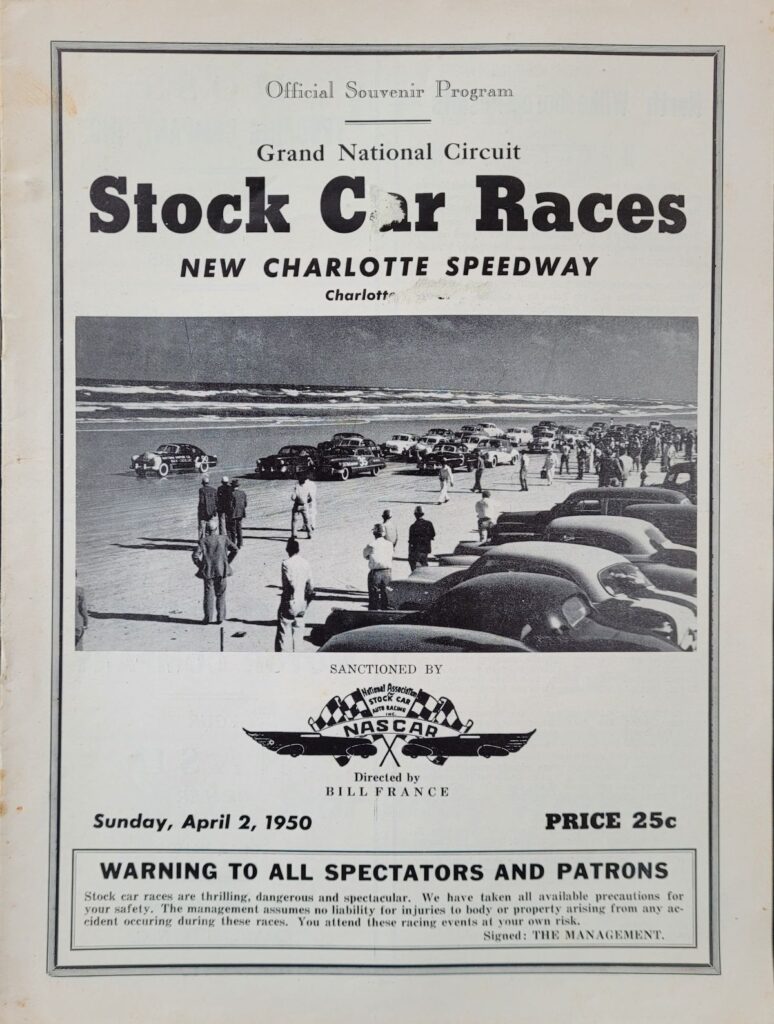 Official Souvenir Program
Grand National Circuit
Stock Car Races
NEW CHARLOTTE SPEEDWAY
Charlotte
SANCTIONED BY
National Association
for
STOCK CAR
AUTO RACING
INC.
NASCAR
Directed by
BILL FRANCE
Sunday, April 2, 1950
PRICE 25c
WARNING TO ALL SPECTATORS AND PATRONS
Stock car races are thrilling, dangerous and spectacular. We have taken all available precautions for
your safety. The management assumes no liability for injuries to body or property arising from any ac-
cident occuring during these races. You attend these racing events at your own risk.
Signed: THE MANAGEMENT.